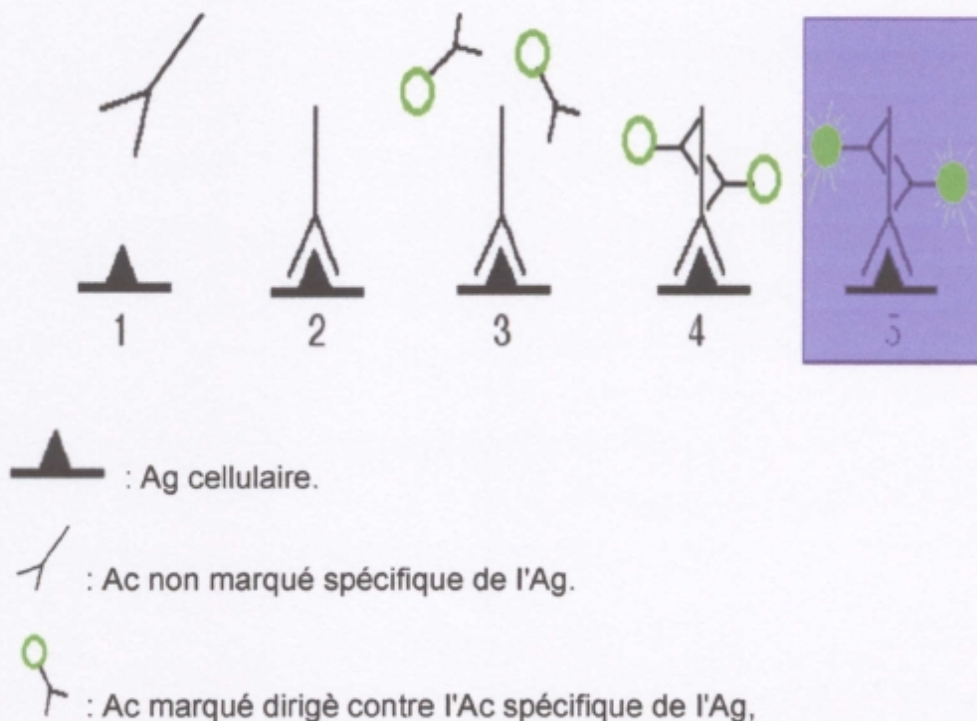 1 2 3 4 5
: Ag cellulaire.
: Ac non marqué spécifique de l'Ag.
: Ac marqué dirigè contre l'Ac spécifique de l'Ag,